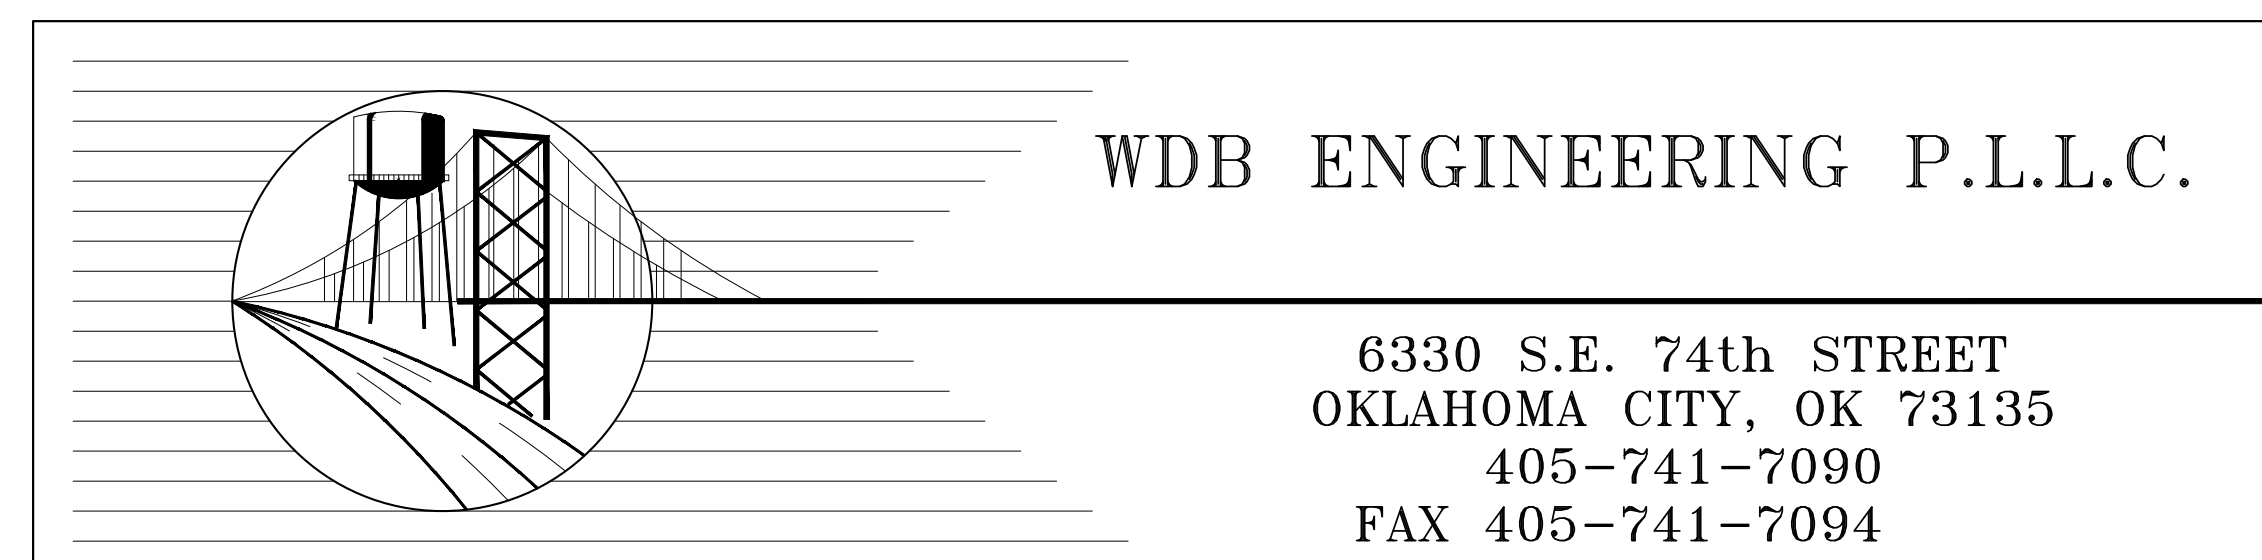 WDB ENGINEERING P.L.L.C.
6330 S.E. 74th STREET
OKLAHOMA CITY, OK 73135
405-741-7090
FAX 405-741-7094